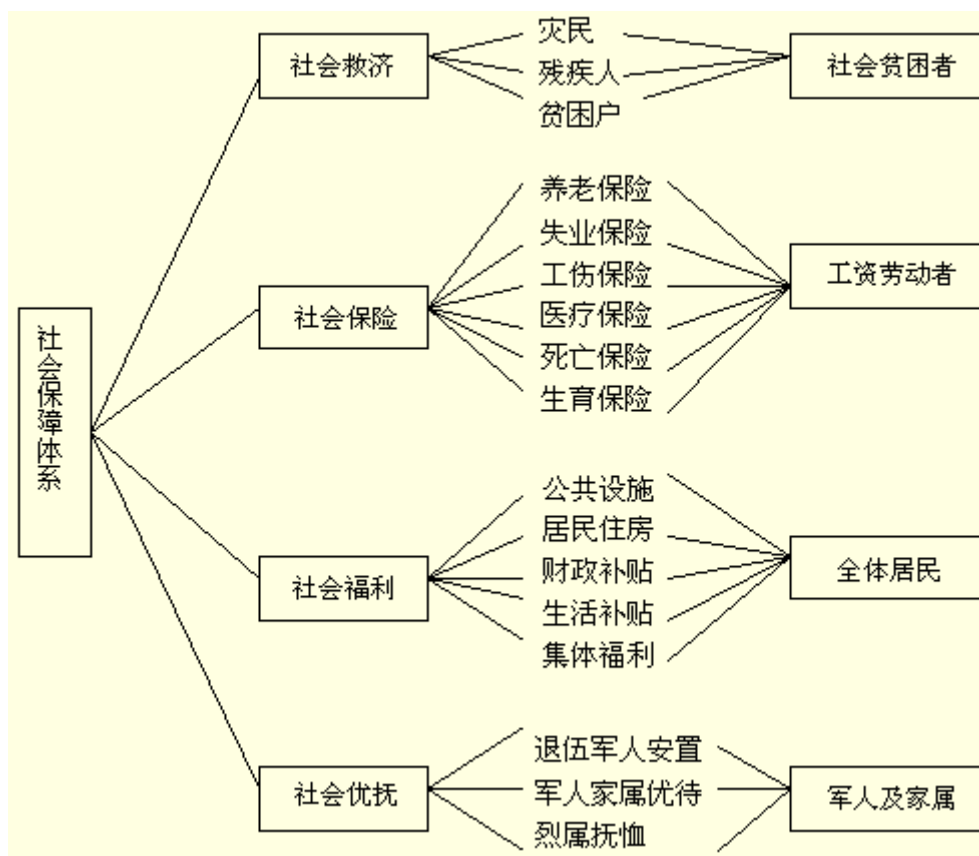 社会保障体系
社会救济
灾民
残疾人
贫困户
社会贫困者
社会保险
养老保险
失业保险
工伤保险
医疗保险
死亡保险
生育保险
工资劳动者
社会福利
公共设施
居民住房
财政补贴
生活补贴
集体福利
全体居民
社会优抚
退伍军人安置
军人家属优待
烈属抚恤
军人及家属